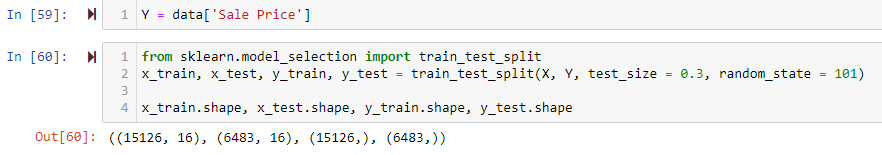 In [59]: 1 Y = data['Sale Price']
In [60]: 1 from sklearn.model_selection import train_test_split
2 x_train, x_test, y_train, y_test = train_test_split(X, Y, test_size = 0.3, random_state = 101)
3
4 x_train.shape, x_test.shape, y_train.shape, y_test.shape
Out[60]: ((15126, 16), (6483, 16), (15126,), (6483,))